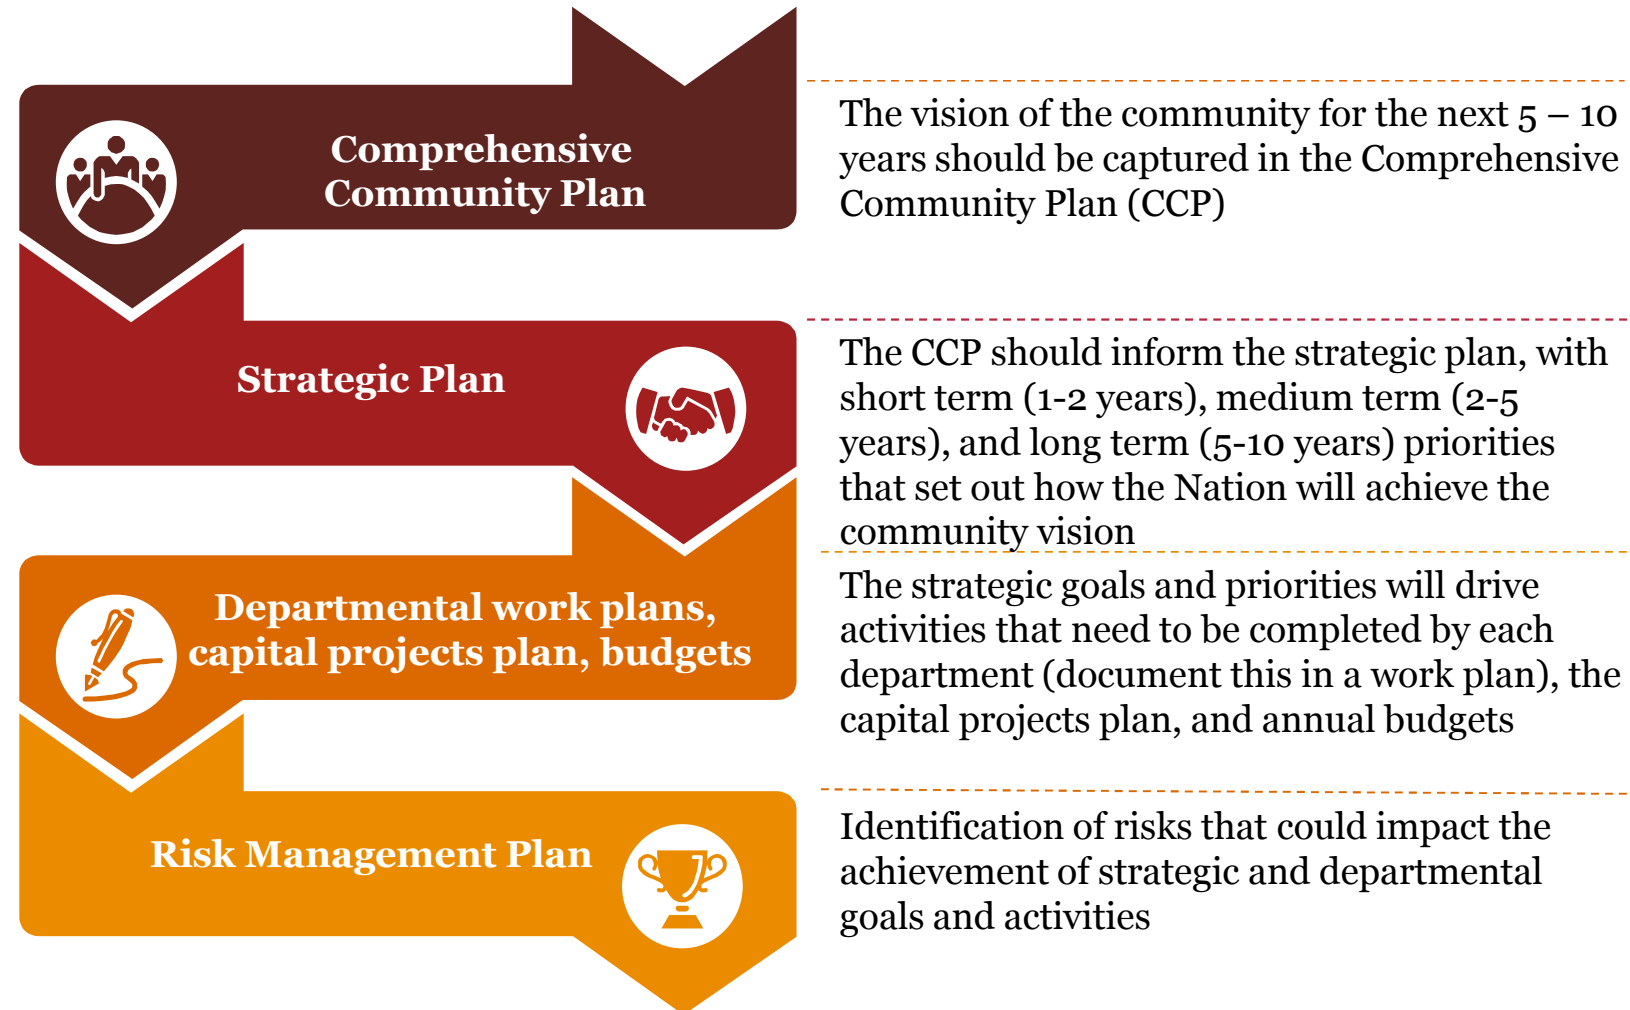 Comprehensive
Community Plan
The vision of the community for the next 5 – 10
years should be captured in the Comprehensive
Community Plan (CCP)
Strategic Plan
The CCP should inform the strategic plan, with
short term (1-2 years), medium term (2-5
years), and long term (5-10 years) priorities
that set out how the Nation will achieve the
community vision
Departmental work plans,
capital projects plan, budgets
The strategic goals and priorities will drive
activities that need to be completed by each
department (document this in a work plan), the
capital projects plan, and annual budgets
Risk Management Plan
Identification of risks that could impact the
achievement of strategic and departmental
goals and activities